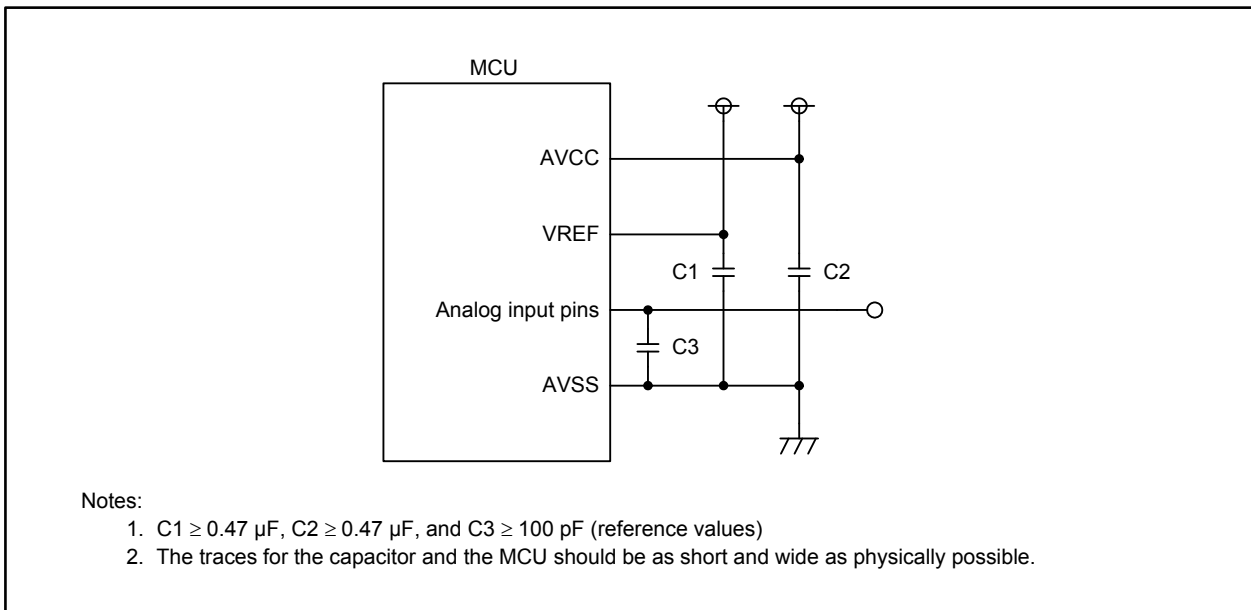 MCU
AVCC
VREF
C1
C2
Analog input pins
C3
AVSS
Notes:
1. C1 ≥ 0.47 µF, C2 ≥ 0.47 µF, and C3 ≥ 100 pF (reference values)
2. The traces for the capacitor and the MCU should be as short and wide as physically possible.